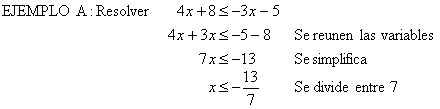 EJEMPLO A : Resolver 4x + 8 ≤ −3x − 5
4x + 3x ≤ −5 − 8 Se reunen las variables
7x ≤ −13 Se simplifica
x ≤ −13/7 Se divide entre 7